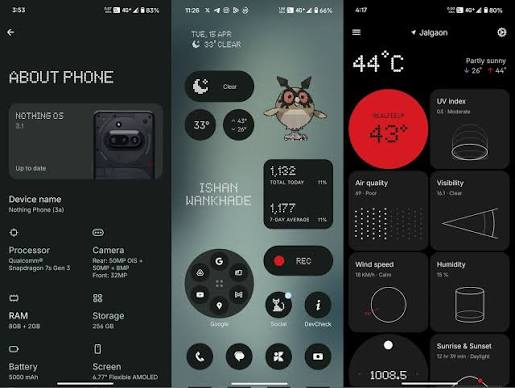 3:53
4G+
83%
ABOUT PHONE
NOTHING OS
3.1
Up to date
Device name
Nothing Phone (3a)
Processor
Qualcomm®
Snapdragon 7s Gen 3
Camera
Rear: 50MP OIS +
50MP + 8MP
Front: 32MP
RAM
8GB + 2GB
Storage
256 GB
Battery
5000 mAh
Screen
6.77" Flexible AMOLED
11:26
4G+
66%
TUE, 15 APR
33° CLEAR
Clear
33°
43°
26°
1,132
TOTAL TODAY 11%
1,177
7-DAY AVERAGE 11%
ISHAN
WANKHADE
REC
G
Google
Social
DevCheck
4:17
4G+
80%
Jalgaon
44°C
Partly sunny
↓ 26° ↑ 44°
REALFEEL®
43°
UV index
Moderate
Air quality
69 - Poor
Visibility
16.1 - Clear
Wind speed
18 KM/H - Calm
Humidity
15 %
1008.5
Sunrise & Sunset
12 hr 39 min - Daylight